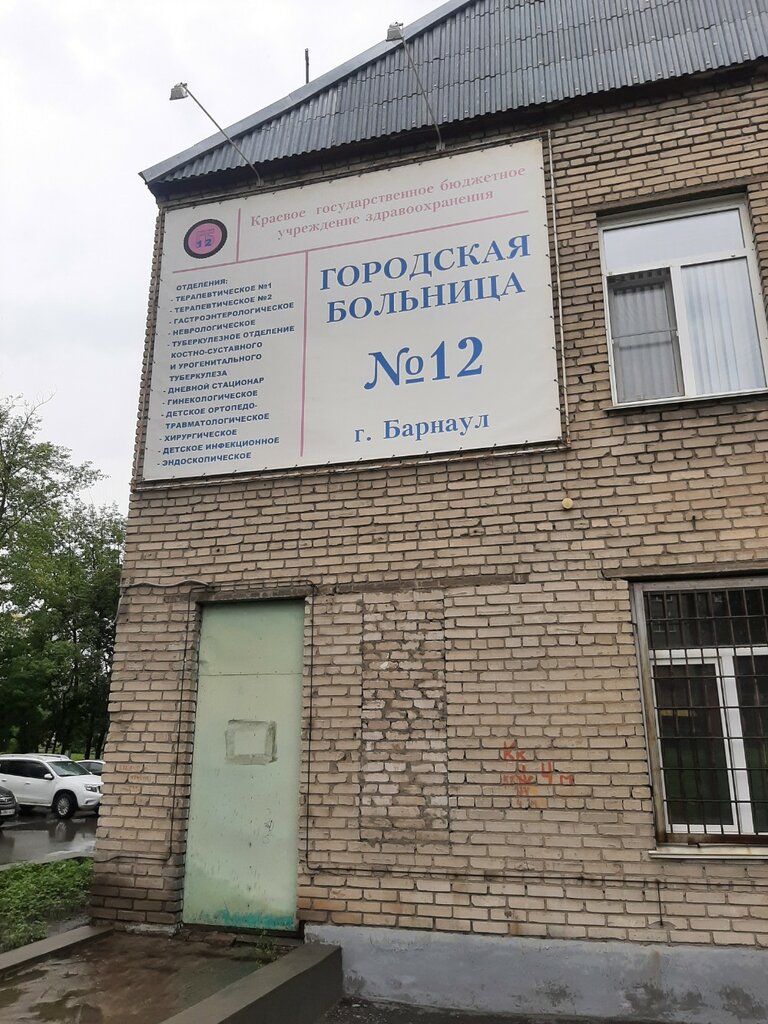 Краевое государственное бюджетное
учреждение здравоохранения
12
ГОРОДСКАЯ
БОЛЬНИЦА
№12
г. Барнаул
ОТДЕЛЕНИЯ:
- ТЕРАПЕВТИЧЕСКОЕ №1
- ТЕРАПЕВТИЧЕСКОЕ №2
- ГАСТРОЭНТЕРОЛОГИЧЕСКОЕ
- НЕВРОЛОГИЧЕСКОЕ
- ТУБЕРКУЛЕЗНОЕ ОТДЕЛЕНИЕ
КОСТНО-СУСТАВНОГО
И УРОГЕНИТАЛЬНОГО
ТУБЕРКУЛЕЗА
- ДНЕВНОЙ СТАЦИОНАР
- ГИНЕКОЛОГИЧЕСКОЕ
- ДЕТСКОЕ ОРТОПЕДО-
ТРАВМАТОЛОГИЧЕСКОЕ
- ХИРУРГИЧЕСКОЕ
- ДЕТСКОЕ ИНФЕКЦИОННОЕ
- ЭНДОСКОПИЧЕСКОЕ